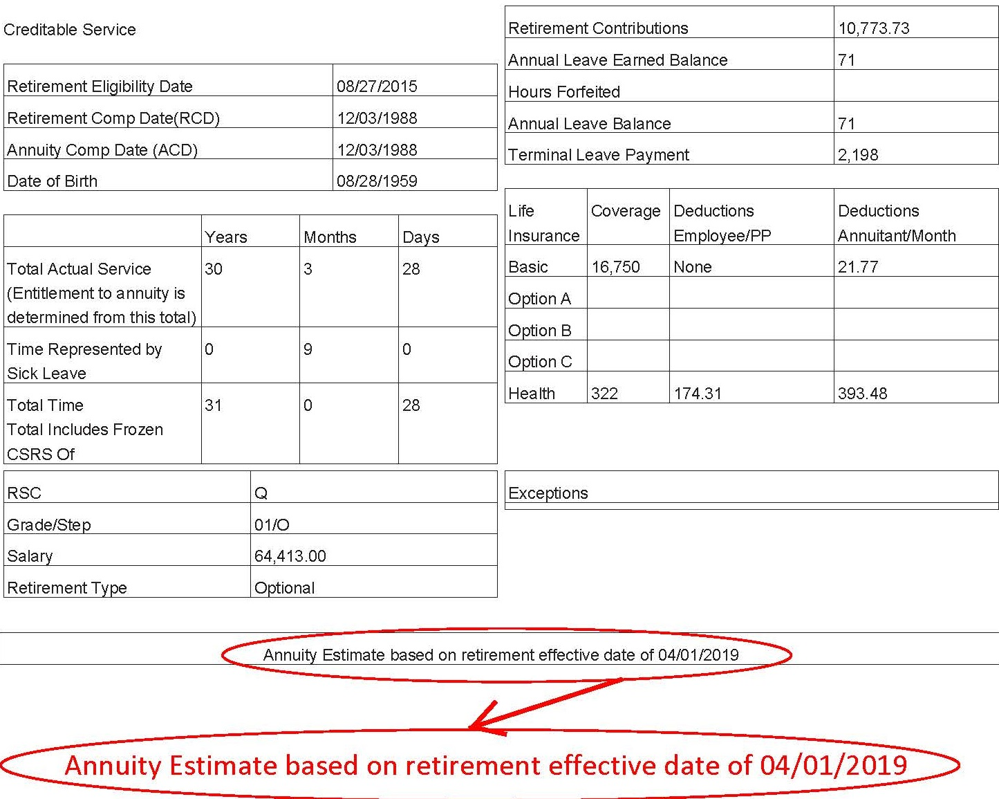 Creditable Service
Retirement Eligibility Date 08/27/2015
Retirement Comp Date(RCD) 12/03/1988
Annuity Comp Date (ACD) 12/03/1988
Date of Birth 08/28/1959
Years Months Days
Total Actual Service 30 3 28
(Entitlement to annuity is
determined from this total)
Time Represented by 0 9 0
Sick Leave
Total Time 31 0 28
Total Includes Frozen
CSRS Of
RSC Q
Grade/Step 01/O
Salary 64,413.00
Retirement Type Optional
Retirement Contributions 10,773.73
Annual Leave Earned Balance 71
Hours Forfeited
Annual Leave Balance 71
Terminal Leave Payment 2,198
Life Coverage Deductions Deductions
Insurance Employee/PP Annuitant/Month
Basic 16,750 None 21.77
Option A
Option B
Option C
Health 322 174.31 393.48
Exceptions
Annuity Estimate based on retirement effective date of 04/01/2019
Annuity Estimate based on retirement effective date of 04/01/2019